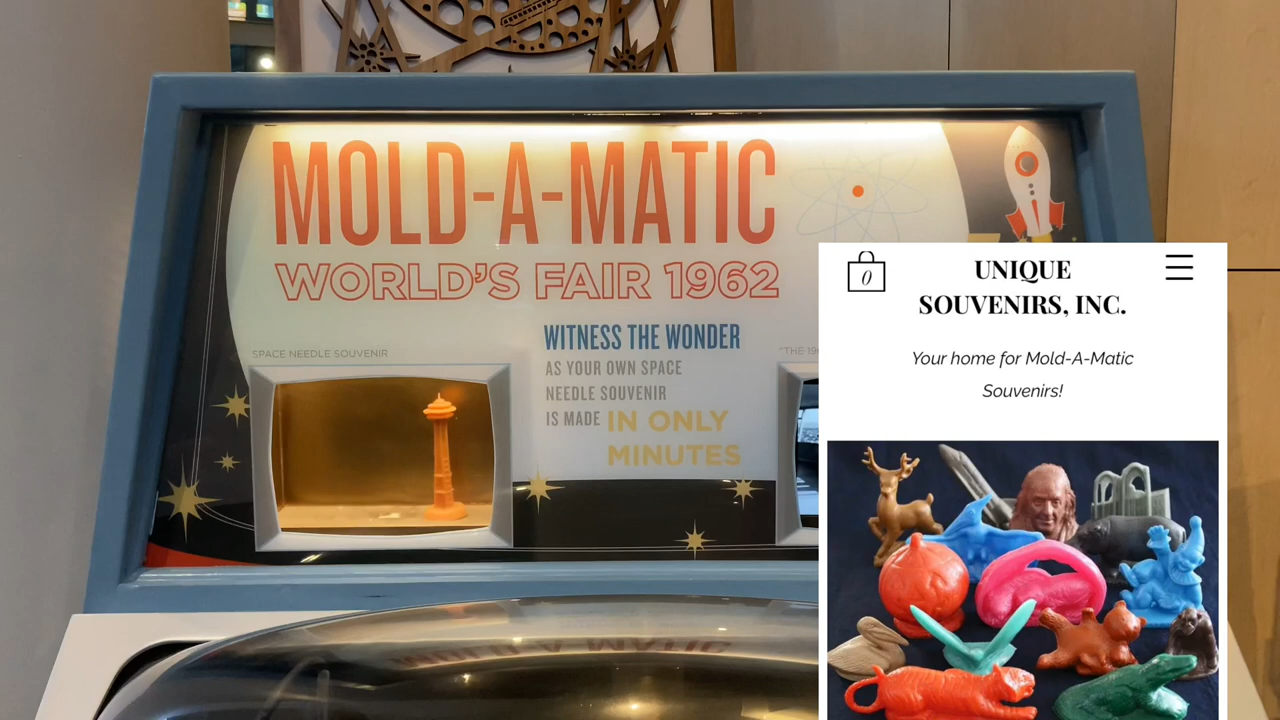 MOLD-A-MATIC
WORLD'S FAIR 1962
WITNESS THE WONDER
SPACE NEEDLE SOUVENIR
AS YOUR OWN SPACE
NEEDLE SOUVENIR
IS MADE IN ONLY
MINUTES
"THE
0
UNIQUE
SOUVENIRS, INC.
Your home for Mold-A-Matic
Souvenirs!